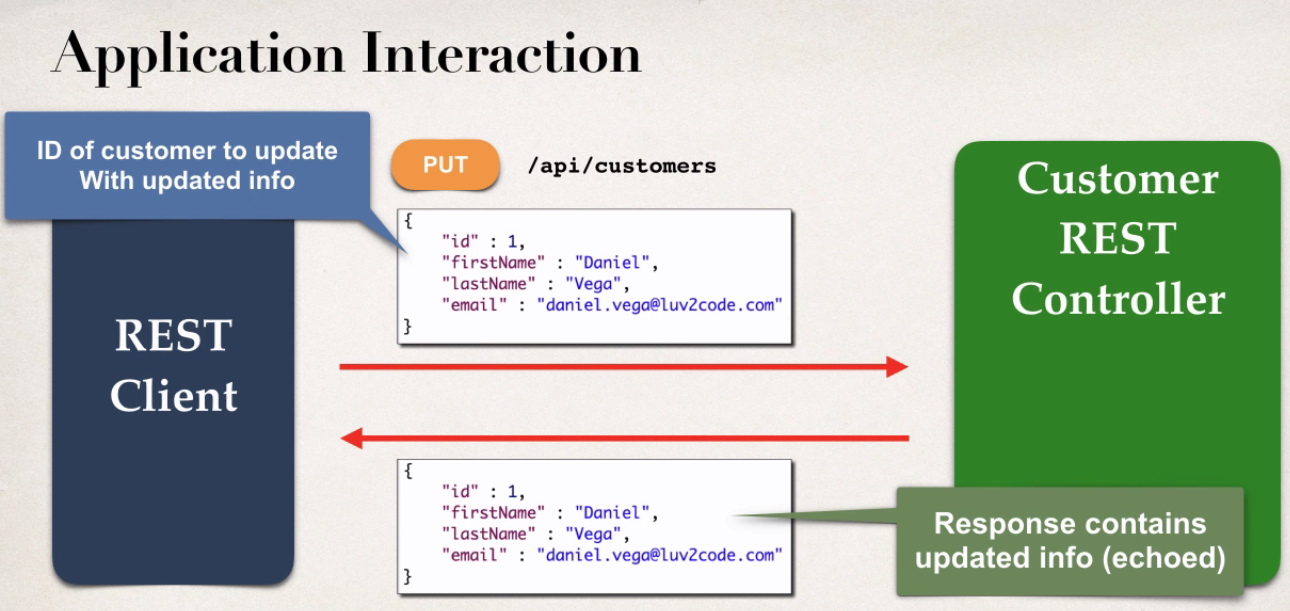 Application Interaction
ID of customer to update
With updated info
PUT
/api/customers
{
"id" : 1,
"firstName" : "Daniel",
"lastName" : "Vega",
"email" : "daniel.vega@luv2code.com"
}
REST
Client
Customer
REST
Controller
{
"id" : 1,
"firstName" : "Daniel",
"lastName" : "Vega",
"email" : "daniel.vega@luv2code.com"
}
Response contains
updated info (echoed)